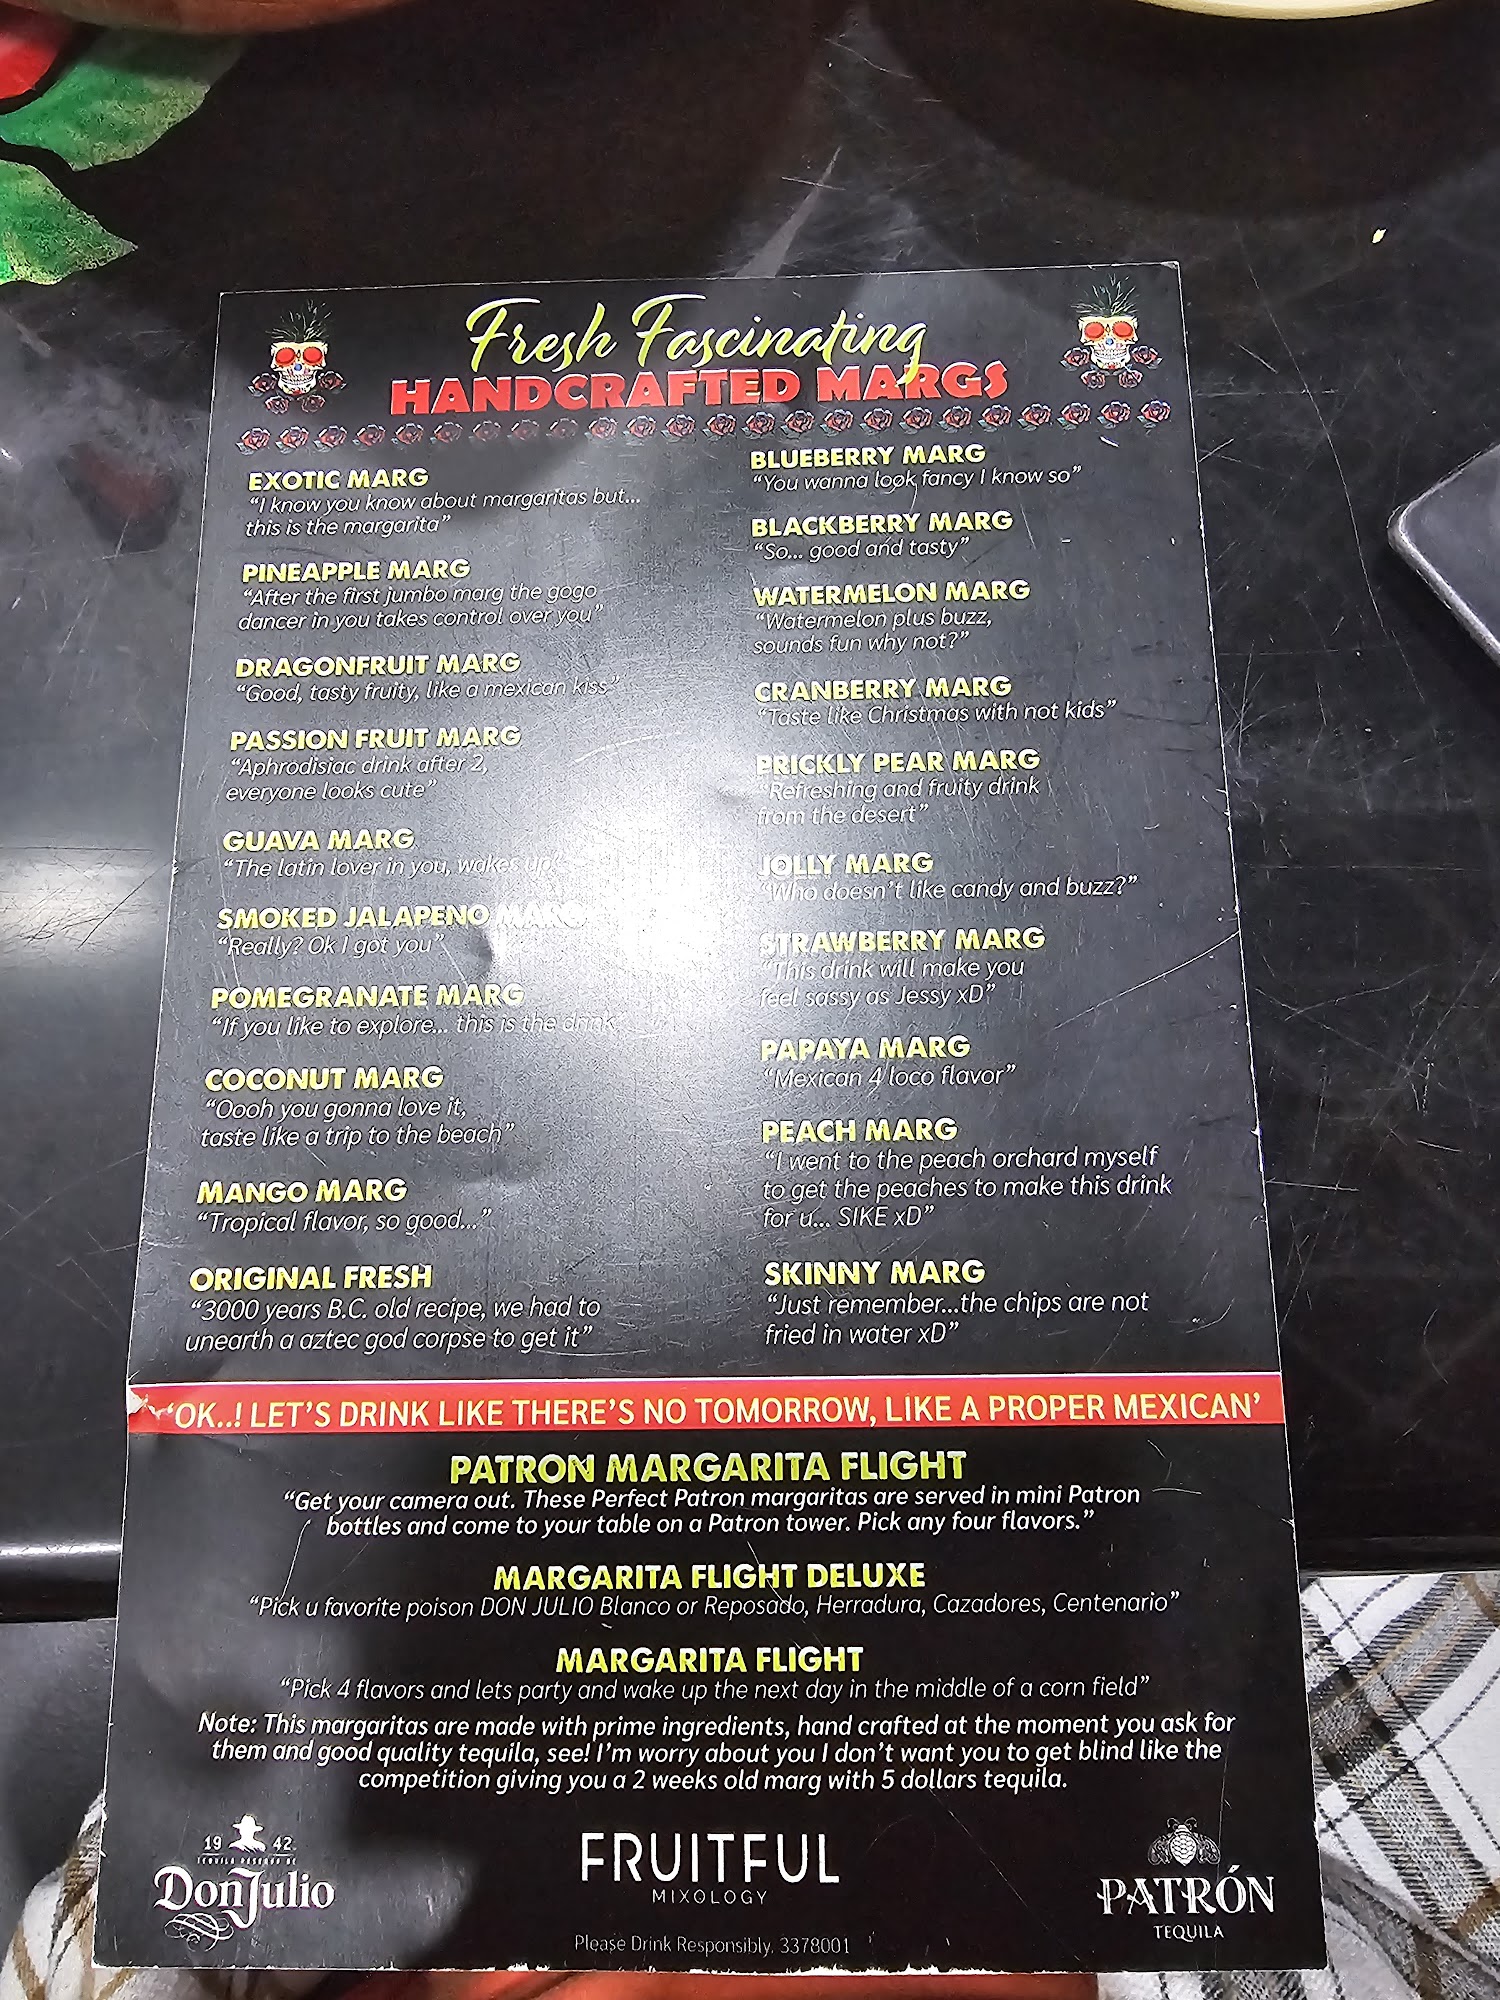 Fresh Fascinating
HANDCRAFTED MARGS
EXOTIC MARG
“I know you know about margaritas but...
this is the margarita”
PINEAPPLE MARG
“After the first jumbo marg the gogo
dancer in you takes control over you”
DRAGONFRUIT MARG
“Good, tasty fruity, like a mexican kiss”
PASSION FRUIT MARG
“Aphrodisiac drink after 2,
everyone looks cute”
GUAVA MARG
“The latin lover in you, wakes up!”
SMOKED JALAPENO MARG
“Really? Ok I got you”
POMEGRANATE MARG
“If you like to explore... this is the drink”
COCONUT MARG
“Oooh you gonna love it,
taste like a trip to the beach”
MANGO MARG
“Tropical flavor, so good...”
ORIGINAL FRESH
“3000 years B.C. old recipe, we had to
unearth a aztec god corpse to get it”
BLUEBERRY MARG
“You wanna look fancy I know so”
BLACKBERRY MARG
“So... good and tasty”
WATERMELON MARG
“Watermelon plus buzz,
sounds fun why not?”
CRANBERRY MARG
“Taste like Christmas with not kids”
PRICKLY PEAR MARG
“Refreshing and fruity drink
from the desert”
JOLLY MARG
“Who doesn’t like candy and buzz?”
STRAWBERRY MARG
“This drink will make you
feel sassy as Jessy xD”
PAPAYA MARG
“Mexican 4 loco flavor”
PEACH MARG
“I went to the peach orchard myself
to get the peaches to make this drink
for u... SIKE xD”
SKINNY MARG
“Just remember...the chips are not
fried in water xD”
‘OK..! LET’S DRINK LIKE THERE’S NO TOMORROW, LIKE A PROPER MEXICAN’
PATRON MARGARITA FLIGHT
“Get your camera out. These Perfect Patron margaritas are served in mini Patron
bottles and come to your table on a Patron tower. Pick any four flavors.”
MARGARITA FLIGHT DELUXE
“Pick u favorite poison DON JULIO Blanco or Reposado, Herradura, Cazadores, Centenario”
MARGARITA FLIGHT
“Pick 4 flavors and lets party and wake up the next day in the middle of a corn field”
Note: This margaritas are made with prime ingredients, hand crafted at the moment you ask for
them and good quality tequila, see! I’m worry about you I don’t want you to get blind like the
competition giving you a 2 weeks old marg with 5 dollars tequila.
19 42
Don Julio
FRUITFUL
MIXOLOGY
PATRÓN
TEQUILA
Please Drink Responsibly. 3378001